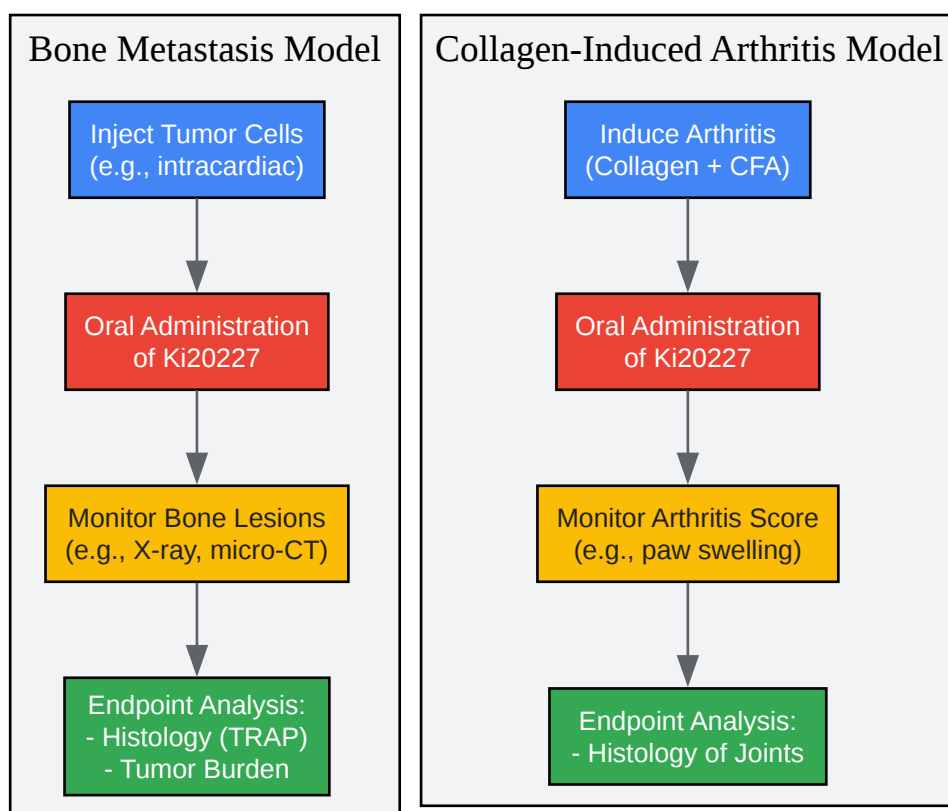 Bone Metastasis Model
Inject Tumor Cells
(e.g., intracardiac)
Oral Administration
of Ki20227
Monitor Bone Lesions
(e.g., X-ray, micro-CT)
Endpoint Analysis:
- Histology (TRAP)
- Tumor Burden
Collagen-Induced Arthritis Model
Induce Arthritis
(Collagen + CFA)
Oral Administration
of Ki20227
Monitor Arthritis Score
(e.g., paw swelling)
Endpoint Analysis:
- Histology of Joints